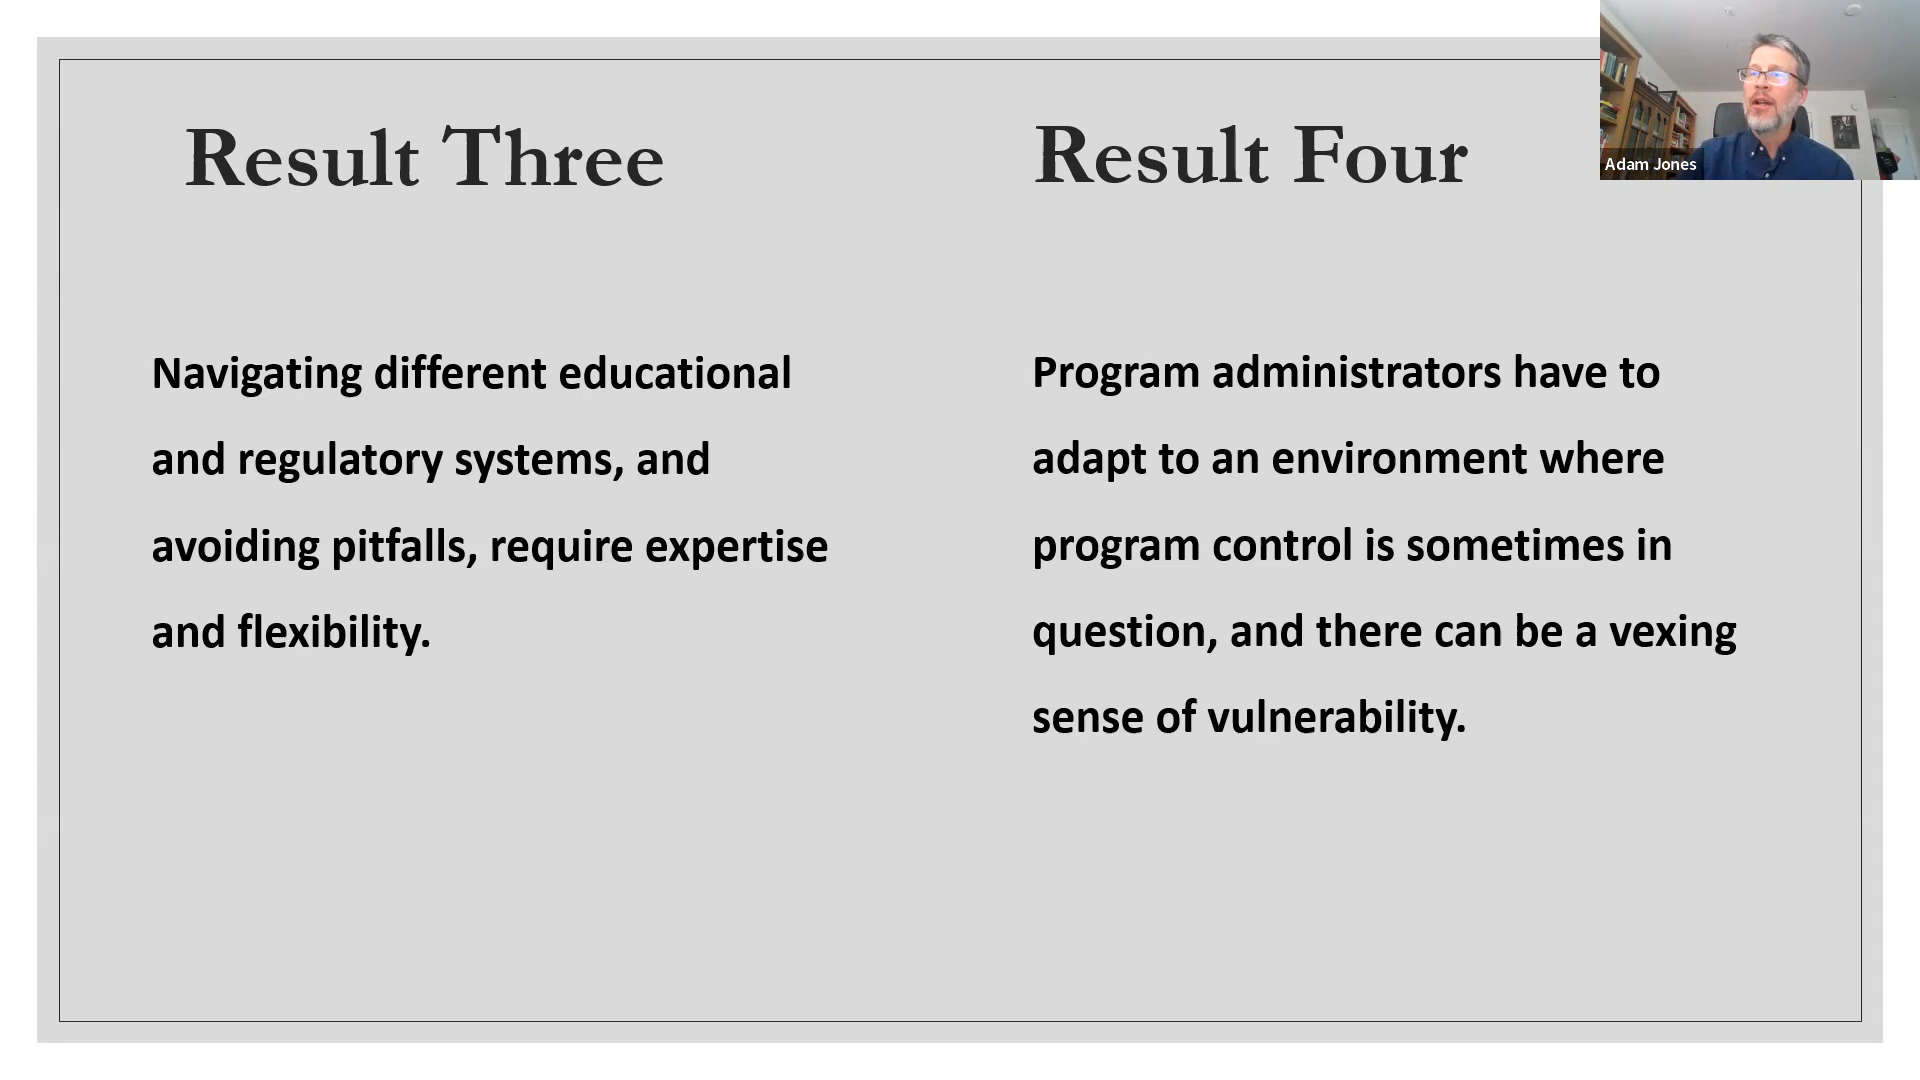 Result Three
Navigating different educational
and regulatory systems, and
avoiding pitfalls, require expertise
and flexibility.
Result Four
Program administrators have to
adapt to an environment where
program control is sometimes in
question, and there can be a vexing
sense of vulnerability.
Adam Jones